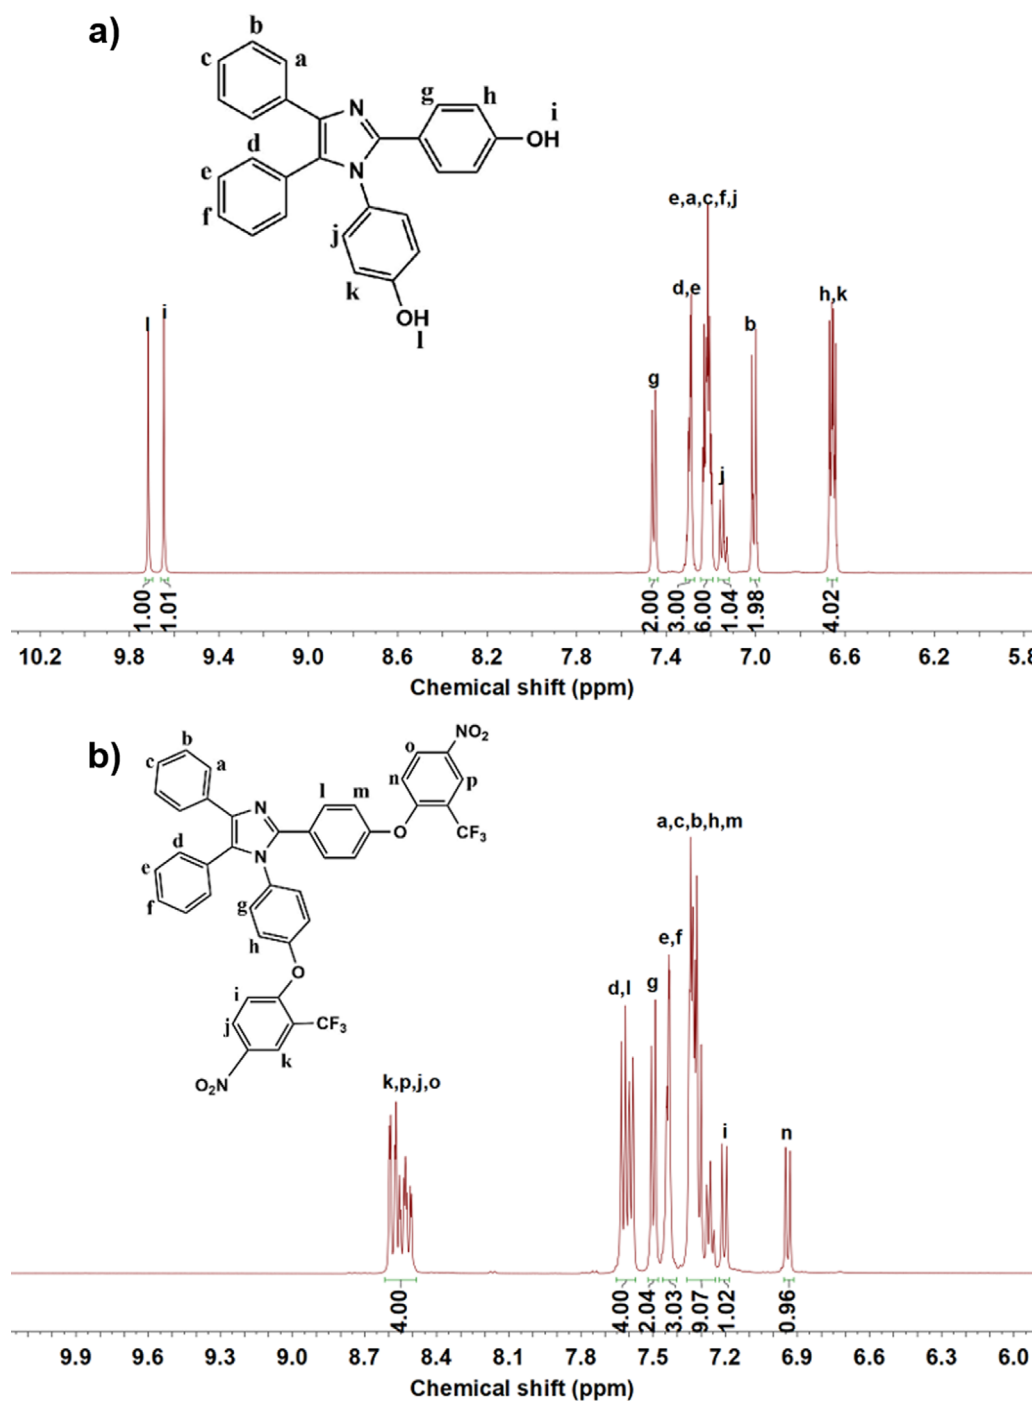 a)
b
c
a
N
g
h
i
OH
d
e
N
f
j
k
OH
l
e,a,c,f,j
d,e
h,k
l
i
b
g
j
1.00
1.01
2.00
3.00
6.00
1.04
1.98
4.02
10.2 9.8 9.4 9.0 8.6 8.2 7.8 7.4 7.0 6.6 6.2 5.8
Chemical shift (ppm)
b)
NO2
b
o
c
a
n
p
l
m
N
O
CF3
d
e
N
f
g
h
O
i
j
CF3
k
O2N
a,c,b,h,m
e,f
d,l
g
k,p,j,o
i
n
4.00
4.00
2.04
3.03
9.07
1.02
0.96
9.9 9.6 9.3 9.0 8.7 8.4 8.1 7.8 7.5 7.2 6.9 6.6 6.3 6.0
Chemical shift (ppm)